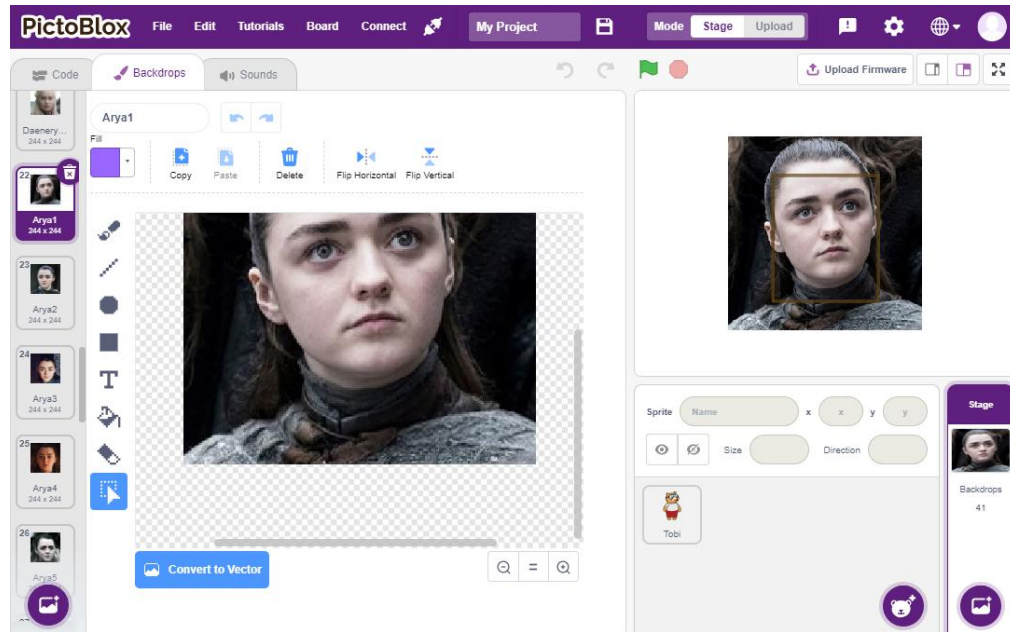 PictoBlox File Edit Tutorials Board Connect My Project Mode Stage Upload
Code Backdrops Sounds Upload Firmware
Daenery...
244 x 244
22
Arya1
244 x 244
23
Arya2
244 x 244
24
Arya3
244 x 244
25
Arya4
244 x 244
26
Arya5
Arya1
Fill
Copy Paste Delete Flip Horizontal Flip Vertical
T
Convert to Vector
Sprite Name x x y y
Size Direction
Tobi
Stage
Backdrops
41